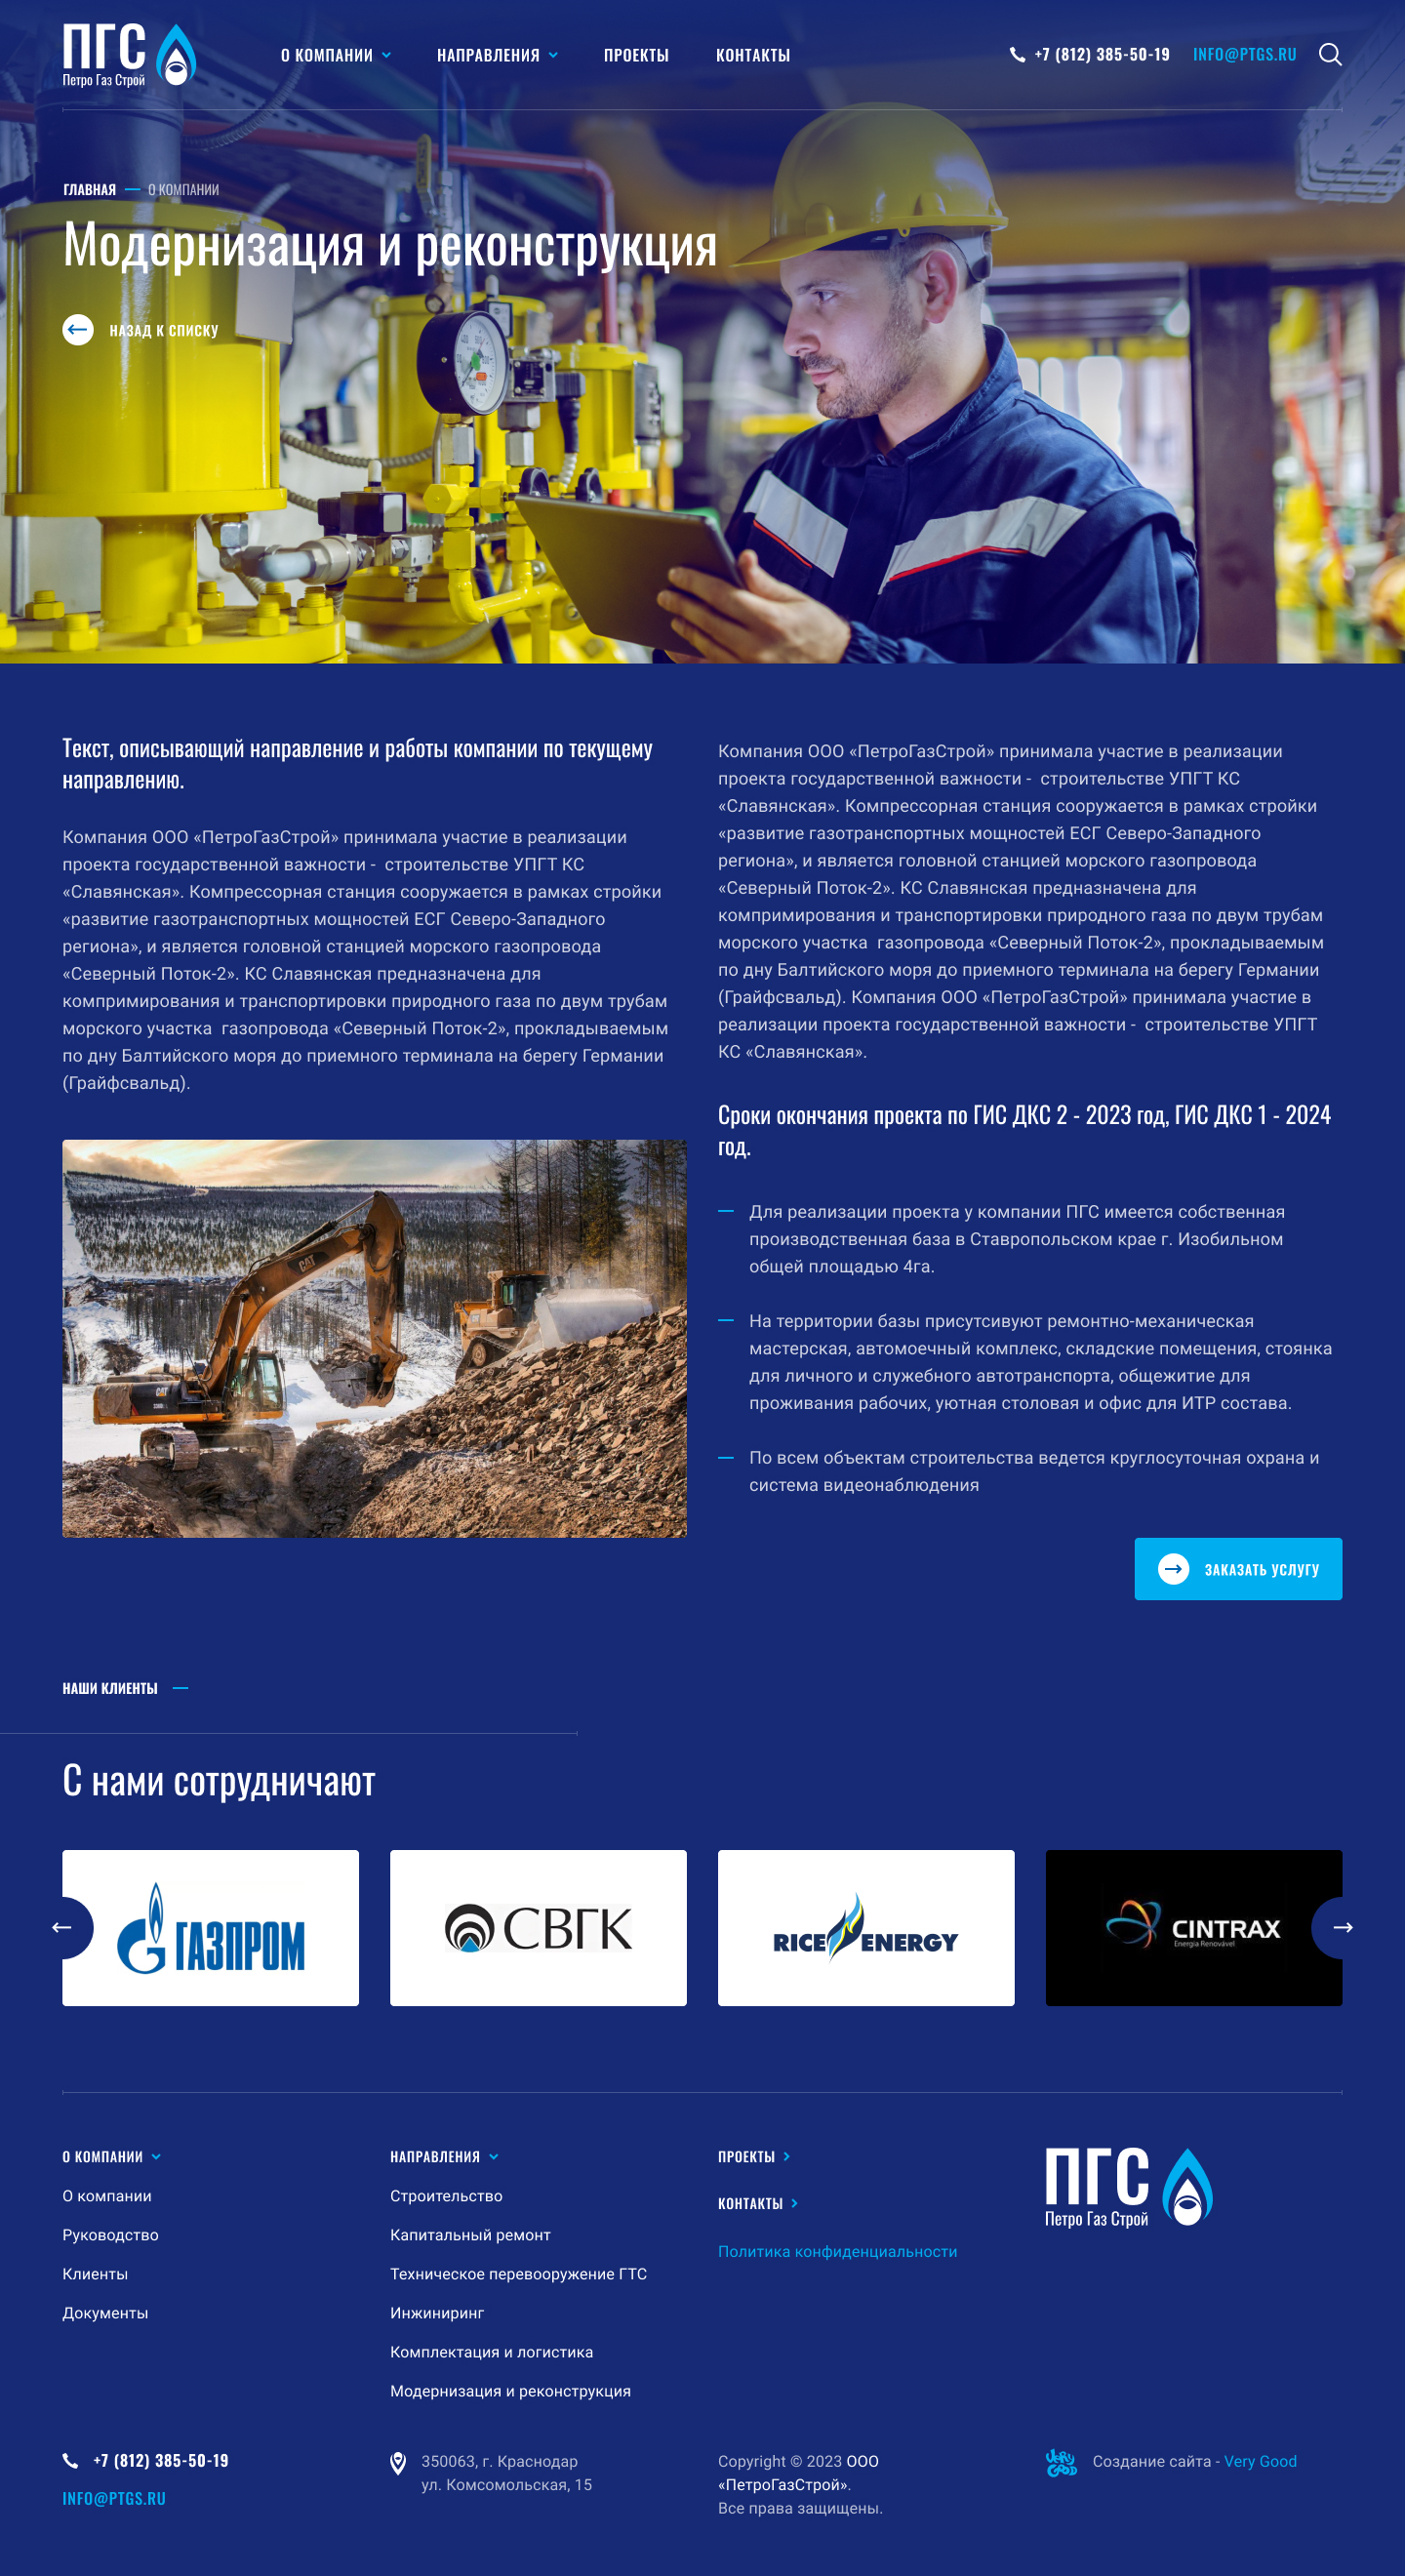 ПГС
Петро Газ Строй
О КОМПАНИИ
НАПРАВЛЕНИЯ
ПРОЕКТЫ
КОНТАКТЫ
+7 (812) 385-50-19
INFO@PTGS.RU
ГЛАВНАЯ — О КОМПАНИИ
Модернизация и реконструкция
НАЗАД К СПИСКУ
Текст, описывающий направление и работы компании по текущему
направлению.
Компания ООО «ПетроГазСтрой» принимала участие в реализации
проекта государственной важности - строительстве УПГТ КС
«Славянская». Компрессорная станция сооружается в рамках стройки
«развитие газотранспортных мощностей ЕСГ Северо-Западного
региона», и является головной станцией морского газопровода
«Северный Поток-2». КС Славянская предназначена для
компримирования и транспортировки природного газа по двум трубам
морского участка газопровода «Северный Поток-2», прокладываемым
по дну Балтийского моря до приемного терминала на берегу Германии
(Грайфсвальд).
CAT
CAT
Компания ООО «ПетроГазСтрой» принимала участие в реализации
проекта государственной важности - строительстве УПГТ КС
«Славянская». Компрессорная станция сооружается в рамках стройки
«развитие газотранспортных мощностей ЕСГ Северо-Западного
региона», и является головной станцией морского газопровода
«Северный Поток-2». КС Славянская предназначена для
компримирования и транспортировки природного газа по двум трубам
морского участка газопровода «Северный Поток-2», прокладываемым
по дну Балтийского моря до приемного терминала на берегу Германии
(Грайфсвальд). Компания ООО «ПетроГазСтрой» принимала участие в
реализации проекта государственной важности - строительстве УПГТ
КС «Славянская».
Сроки окончания проекта по ГИС ДКС 2 - 2023 год, ГИС ДКС 1 - 2024
год.
Для реализации проекта у компании ПГС имеется собственная
производственная база в Ставропольском крае г. Изобильном
общей площадью 4га.
На территории базы присутсивуют ремонтно-механическая
мастерская, автомоечный комплекс, складские помещения, стоянка
для личного и служебного автотранспорта, общежитие для
проживания рабочих, уютная столовая и офис для ИТР состава.
По всем объектам строительства ведется круглосуточная охрана и
система видеонаблюдения
ЗАКАЗАТЬ УСЛУГУ
НАШИ КЛИЕНТЫ
С нами сотрудничают
ГАЗПРОМ
СВГК
RICE ENERGY
CINTRAX
Energia Renovável
О КОМПАНИИ
О компании
Руководство
Клиенты
Документы
НАПРАВЛЕНИЯ
Строительство
Капитальный ремонт
Техническое перевооружение ГТС
Инжиниринг
Комплектация и логистика
Модернизация и реконструкция
ПРОЕКТЫ
КОНТАКТЫ
Политика конфиденциальности
ПГС
Петро Газ Строй
+7 (812) 385-50-19
INFO@PTGS.RU
350063, г. Краснодар
ул. Комсомольская, 15
Copyright © 2023 ООО
«ПетроГазСтрой».
Все права защищены.
VERY
GOOD
Создание сайта - Very Good